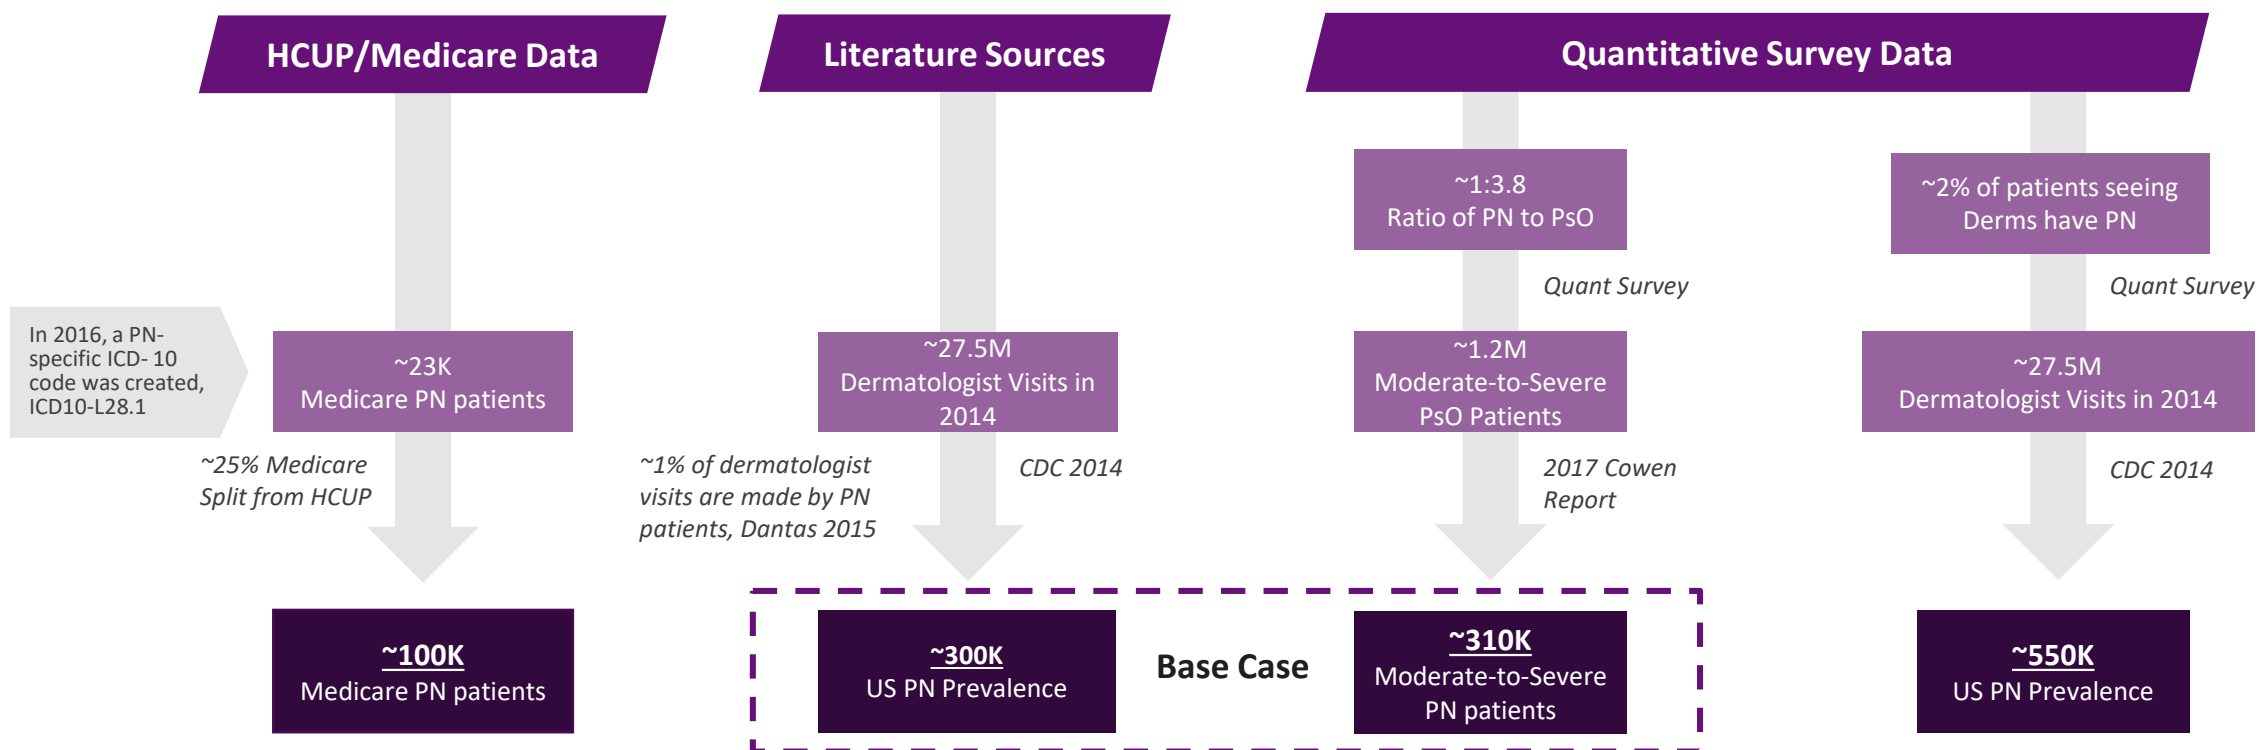 HCUP/Medicare Data
Literature Sources
Quantitative Survey Data
~1:3.8
Ratio of PN to PsO
~2% of patients seeing
Derms have PN
Quant Survey
Quant Survey
In 2016, a PN-
specific ICD- 10
code was created,
ICD10-L28.1
~23K
Medicare PN patients
~27.5M
Dermatologist Visits in
2014
~1.2M
Moderate-to-Severe
PsO Patients
~27.5M
Dermatologist Visits in 2014
~25% Medicare
Split from HCUP
~1% of dermatologist
visits are made by PN
patients, Dantas 2015
CDC 2014
2017 Cowen
Report
CDC 2014
~100K
Medicare PN patients
~300K
US PN Prevalence
Base Case
~310K
Moderate-to-Severe
PN patients
~550K
US PN Prevalence